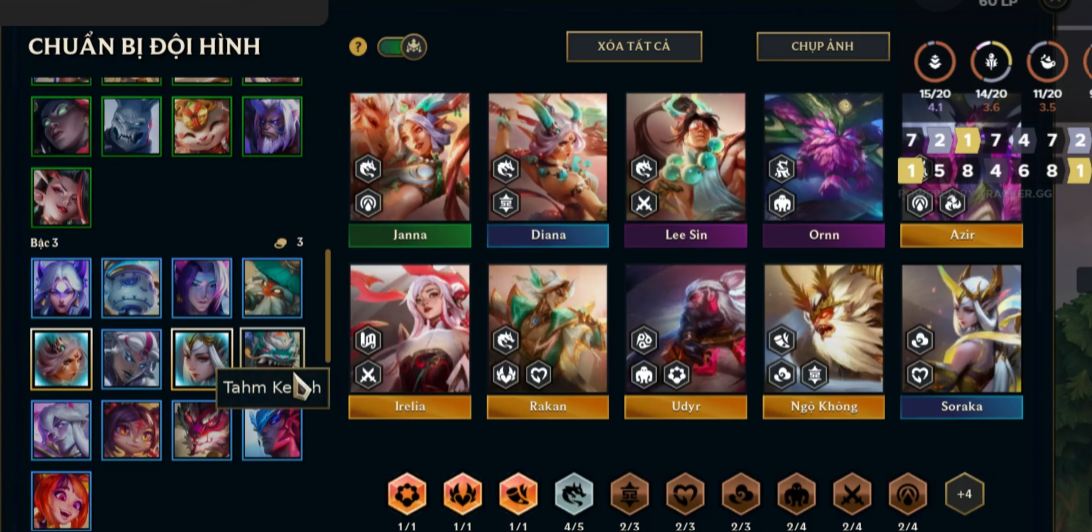 60 LP
CHUẨN BỊ ĐỘI HÌNH
?
XÓA TẤT CẢ
CHỤP ẢNH
15/20
14/20
11/20
4.1
3.6
3.5
7 2 1 7 4 7 2
1 5 8 4 6 8 1
Janna
Diana
Lee Sin
Ornn
Azir
Bậc 3
3
Tahm Kench
Irelia
Rakan
Udyr
Ngộ Không
Soraka
+4
1/1
1/1
1/1
4/5
2/3
2/3
2/3
2/4
2/4
2/4